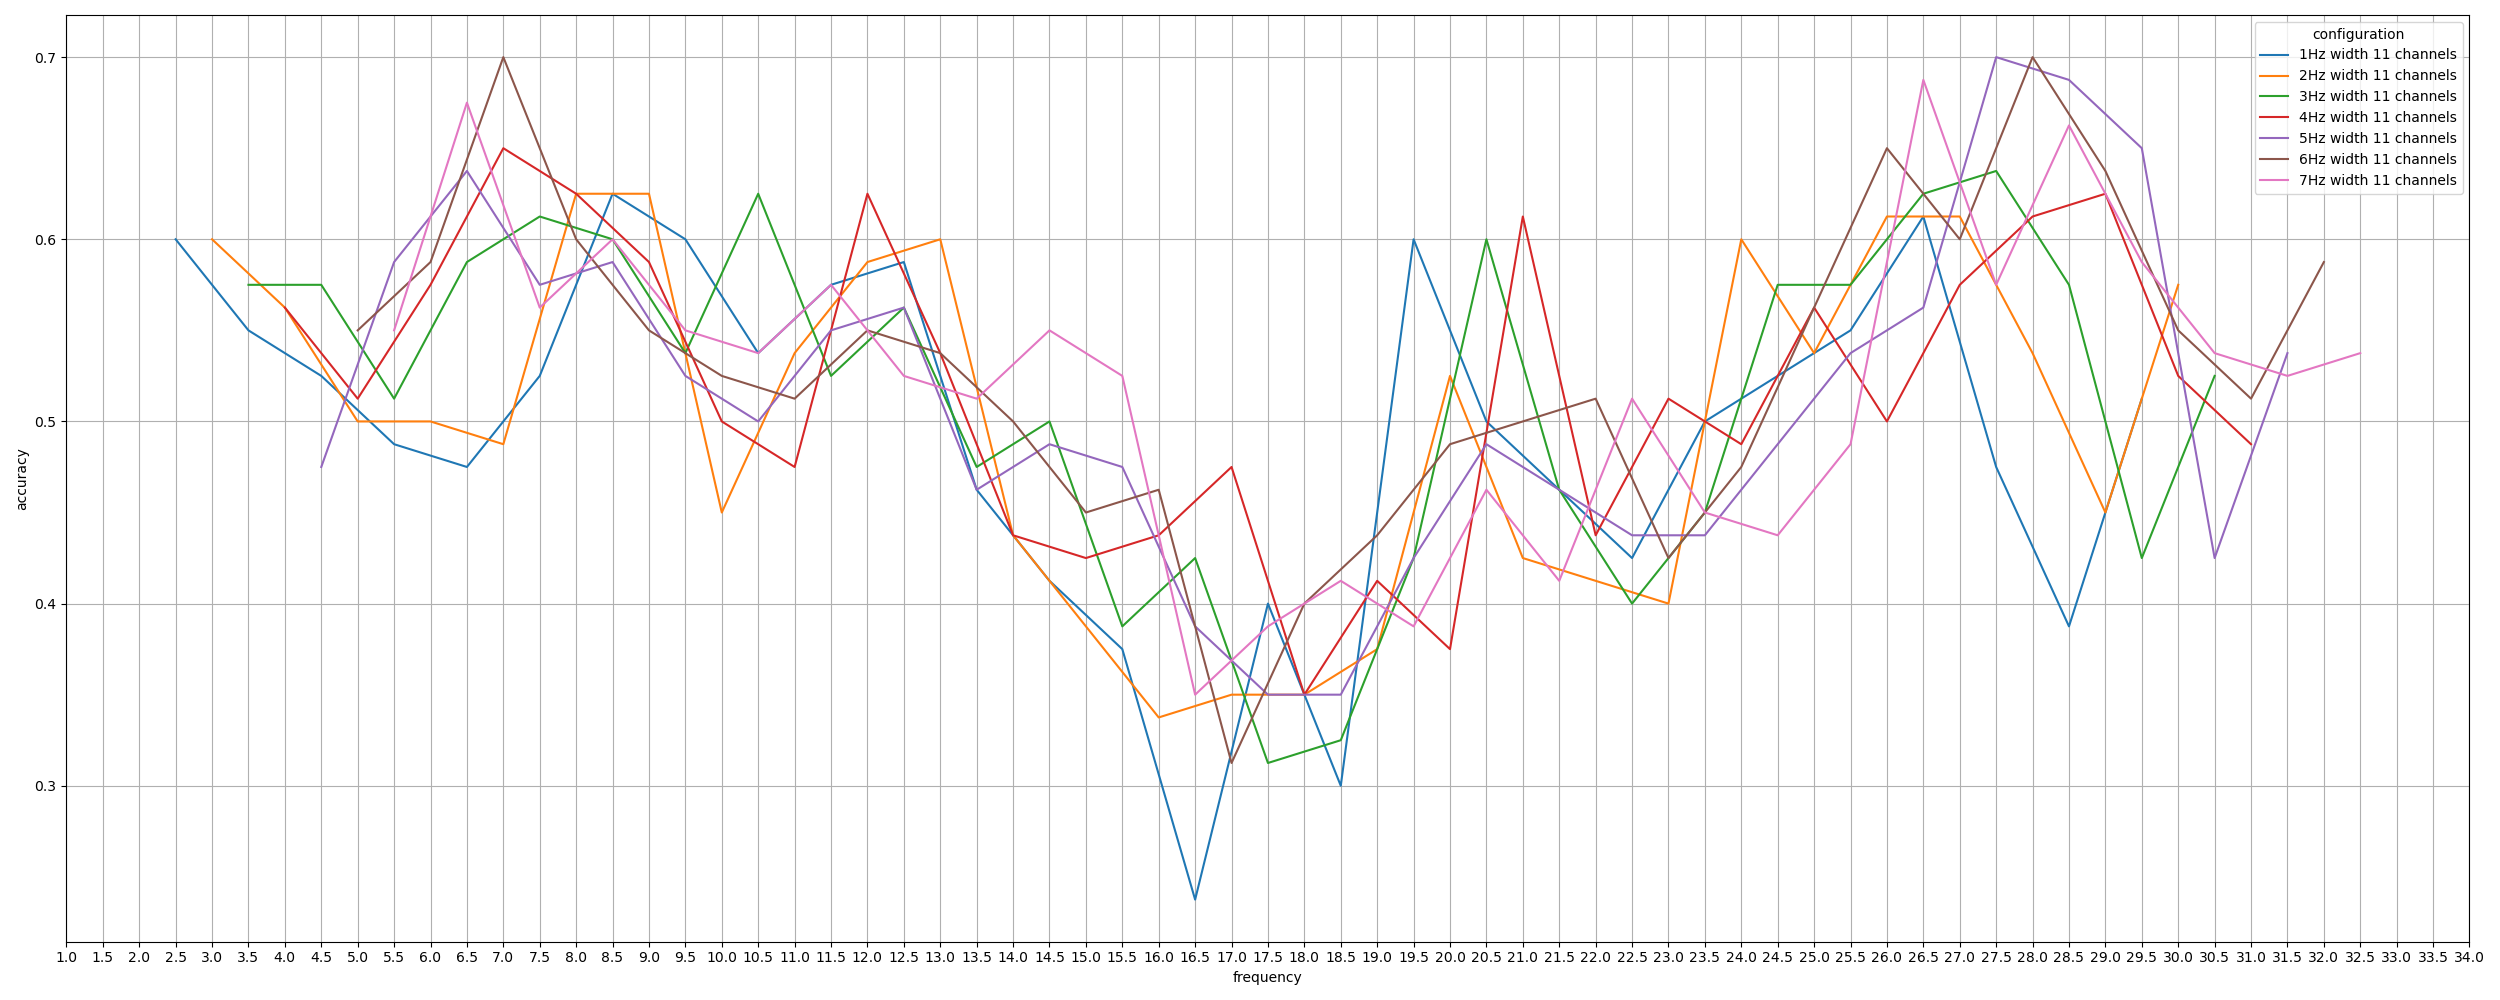 configuration
1Hz width 11 channels
2Hz width 11 channels
3Hz width 11 channels
4Hz width 11 channels
5Hz width 11 channels
6Hz width 11 channels
7Hz width 11 channels
accuracy
0.7
0.6
0.5
0.4
0.3
1.0 1.5 2.0 2.5 3.0 3.5 4.0 4.5 5.0 5.5 6.0 6.5 7.0 7.5 8.0 8.5 9.0 9.5 10.0 10.5 11.0 11.5 12.0 12.5 13.0 13.5 14.0 14.5 15.0 15.5 16.0 16.5 17.0 17.5 18.0 18.5 19.0 19.5 20.0 20.5 21.0 21.5 22.0 22.5 23.0 23.5 24.0 24.5 25.0 25.5 26.0 26.5 27.0 27.5 28.0 28.5 29.0 29.5 30.0 30.5 31.0 31.5 32.0 32.5 33.0 33.5 34.0
frequency